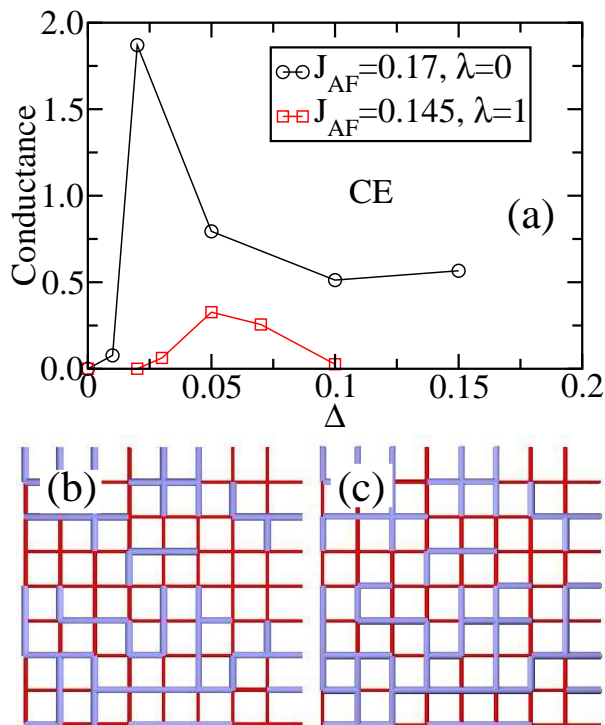 2.0
J_AF=0.17, λ=0
J_AF=0.145, λ=1
1.5
Conductance
1.0
CE
(a)
0.5
0.0
0 0.05 0.1 0.15 0.2
Δ
(b) (c)